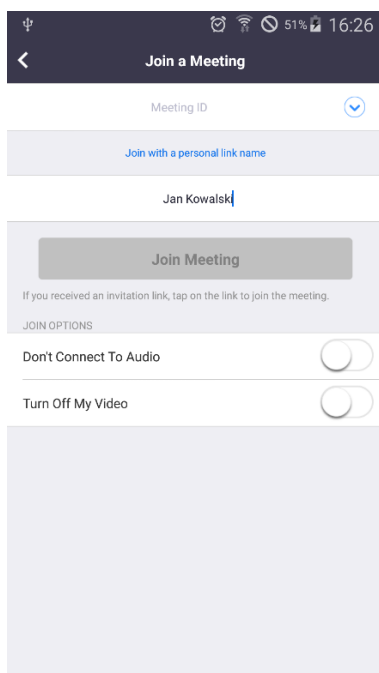 51% 16:26
Join a Meeting
Meeting ID
Join with a personal link name
Jan Kowalski
Join Meeting
If you received an invitation link, tap on the link to join the meeting.
JOIN OPTIONS
Don't Connect To Audio
Turn Off My Video